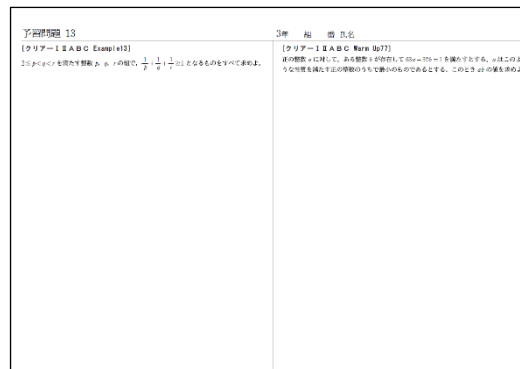 予習問題 13
3年 組 番 氏名
[クリアーⅠⅡABC Example13]
2≦p<q<r を満たす整数 p, q, r の組で, 1/p+1/q+1/r≧1 となるものをすべて求めよ。
[クリアーⅠⅡABC Warm Up77]
正の整数 a に対して, ある整数 b が存在して
を満たすとする。a はこのよ
うな性質を満たす正の整数のうちで最小のものであるとする。このとき ab の値を求めよ